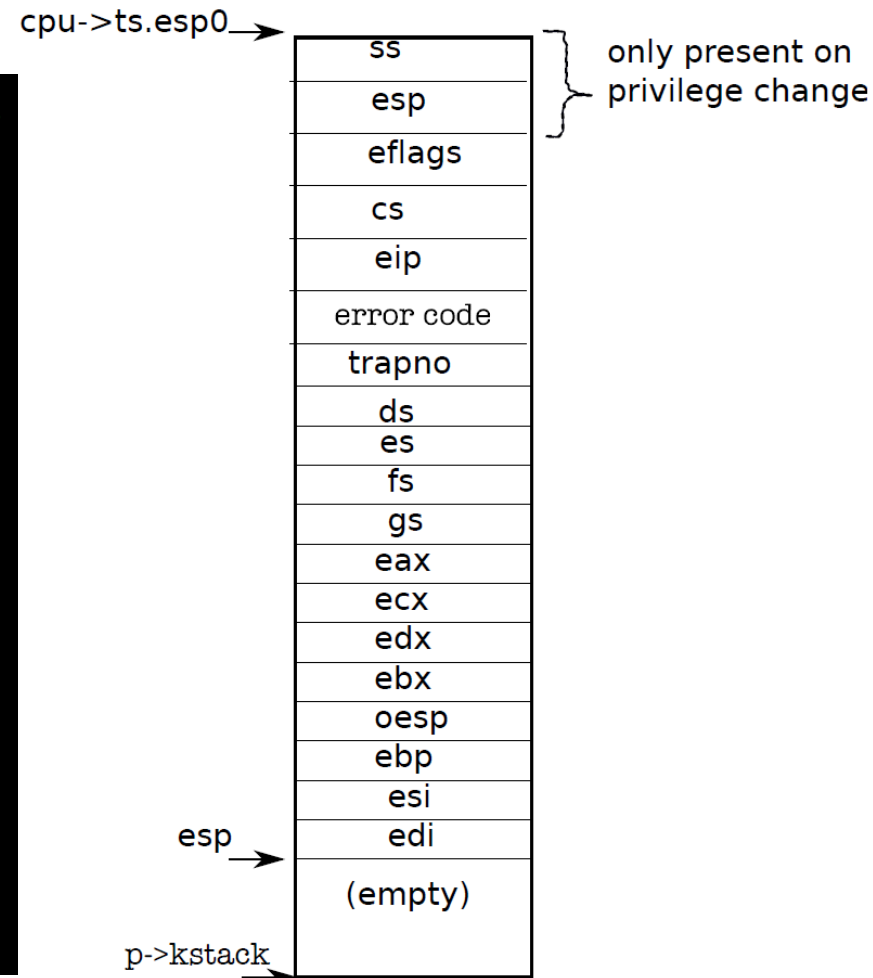 cpu->ts.esp0
ss
only present on
privilege change
esp
eflags
cs
eip
error code
trapno
ds
es
fs
gs
eax
ecx
edx
ebx
oesp
ebp
esi
esp
edi
(empty)
p->kstack